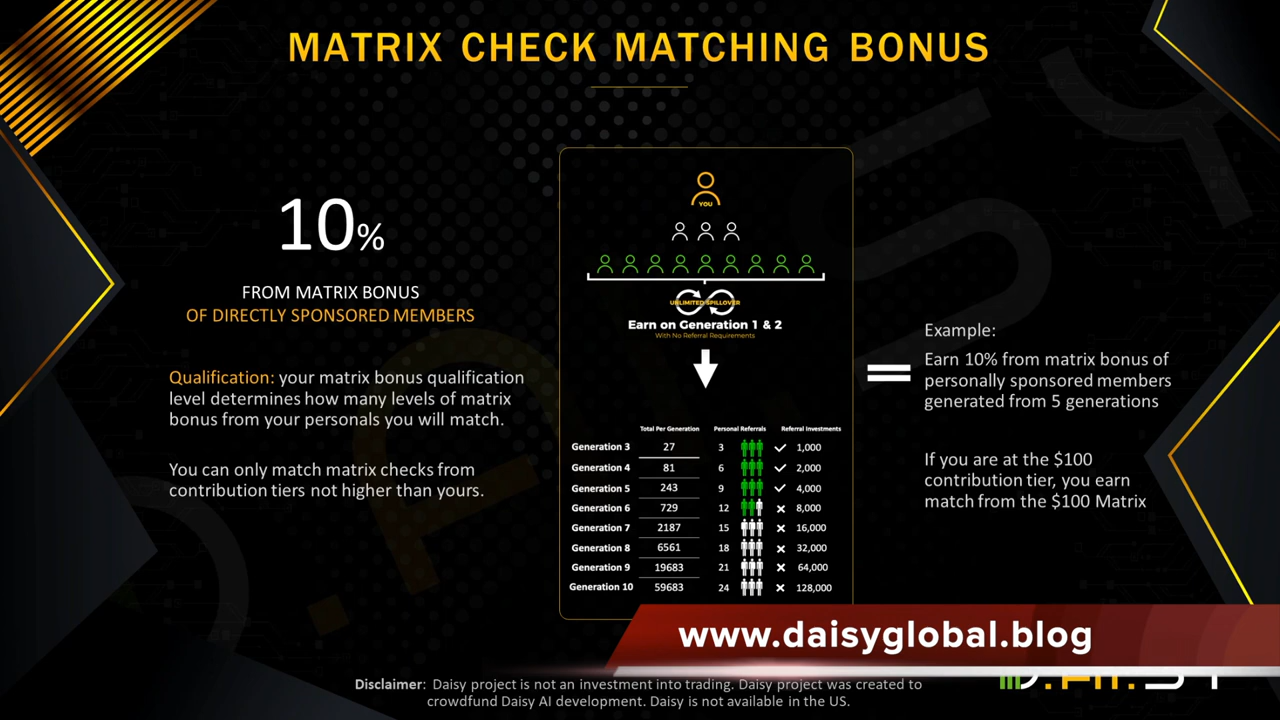 MATRIX CHECK MATCHING BONUS
10%
FROM MATRIX BONUS
OF DIRECTLY SPONSORED MEMBERS
Qualification: your matrix bonus qualification
level determines how many levels of matrix
bonus from your personals you will match.
You can only match matrix checks from
contribution tiers not higher than yours.
YOU
UNLIMITED SPILLOVER
Earn on Generation 1 & 2
With No Referral Requirements
Total Per Generation Personal Referrals Referral Investments
Generation 3 27 3 1,000
Generation 4 81 6 2,000
Generation 5 243 9 4,000
Generation 6 729 12 8,000
Generation 7 2187 15 16,000
Generation 8 6561 18 32,000
Generation 9 19683 21 64,000
Generation 10 59683 24 128,000
Example:
Earn 10% from matrix bonus of
personally sponsored members
generated from 5 generations
If you are at the $100
contribution tier, you earn
match from the $100 Matrix
www.daisyglobal.blog
Disclaimer: Daisy project is not an investment into trading. Daisy project was created to
crowdfund Daisy AI development. Daisy is not available in the US.